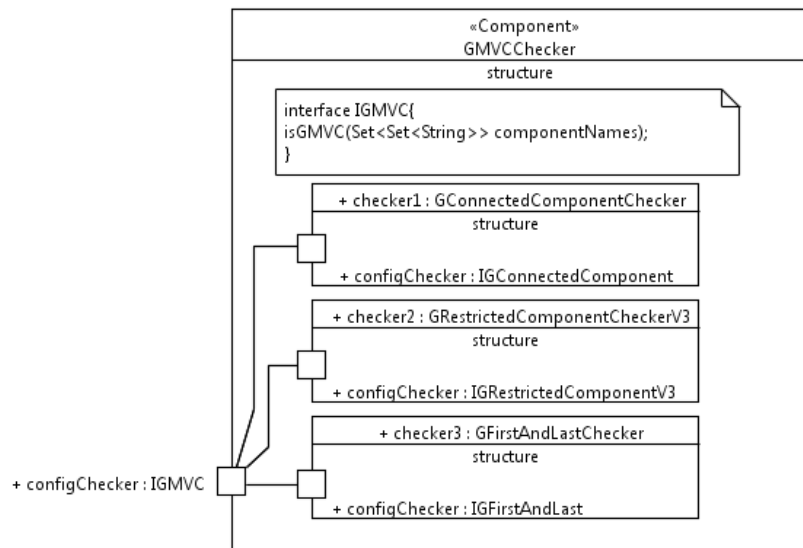 «Component»
GMVCChecker
structure
interface IGMVC{
isGMVC(Set<Set<String>> componentNames);
}
+ checker1 : GConnectedComponentChecker
structure
+ configChecker : IGConnectedComponent
+ checker2 : GRestrictedComponentCheckerV3
structure
+ configChecker : IGRestrictedComponentV3
+ checker3 : GFirstAndLastChecker
structure
+ configChecker : IGMVC
+ configChecker : IGFirstAndLast